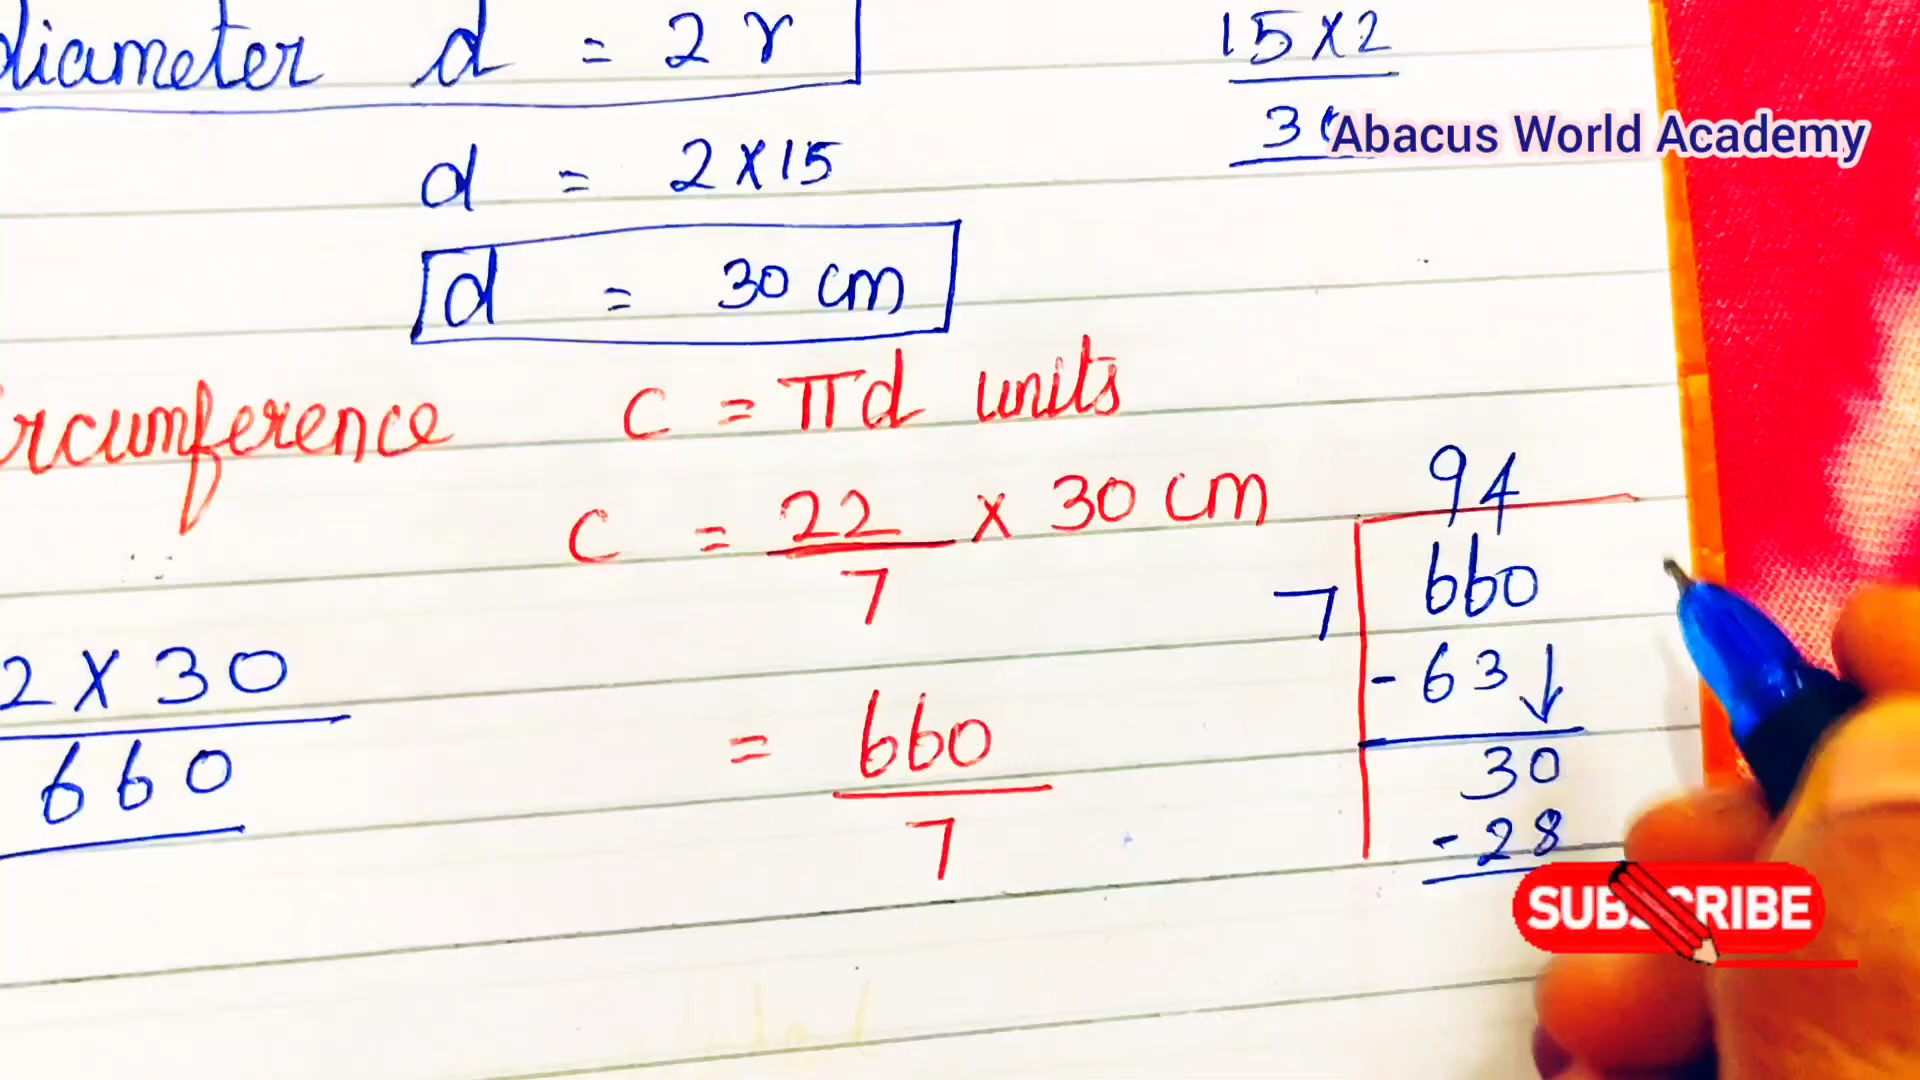 diameter d = 2r
15 x 2
3
Abacus World Academy
d = 2 x 15
d = 30 cm
ircumference C = πd units
C = 22/7 x 30 cm
94
7 660
- 63↓
30
- 28
2 x 30
660
= 660/7
SUBSCRIBE